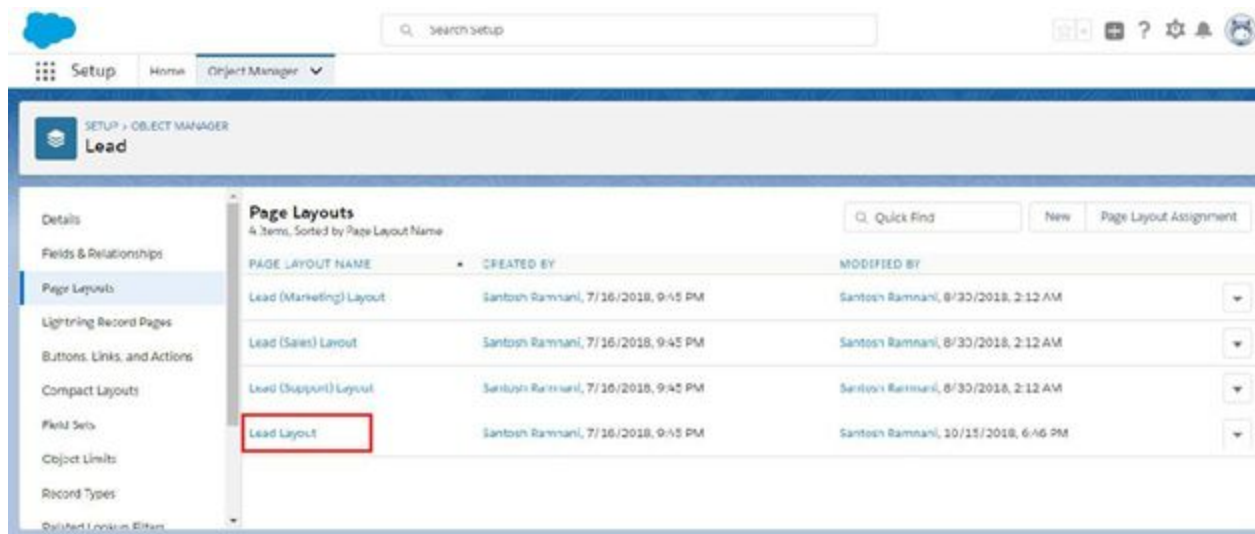 Search Setup
Setup Home Object Manager
SETUP > OBJECT MANAGER
Lead
Details
Fields & Relationships
Page Layouts
Lightning Record Pages
Buttons, Links, and Actions
Compact Layouts
Field Sets
Object Limits
Record Types
Related Lookup Filters
Page Layouts
4 Items, Sorted by Page Layout Name
Quick Find New Page Layout Assignment
PAGE LAYOUT NAME CREATED BY MODIFIED BY
Lead (Marketing) Layout Santosh Ramnani, 7/16/2018, 9:45 PM Santosh Ramnani, 8/30/2018, 2:12 AM
Lead (Sales) Layout Santosh Ramnani, 7/16/2018, 9:45 PM Santosh Ramnani, 8/30/2018, 2:12 AM
Lead (Support) Layout Santosh Ramnani, 7/16/2018, 9:45 PM Santosh Ramnani, 8/30/2018, 2:12 AM
Lead Layout Santosh Ramnani, 7/16/2018, 9:45 PM Santosh Ramnani, 10/15/2018, 6:46 PM